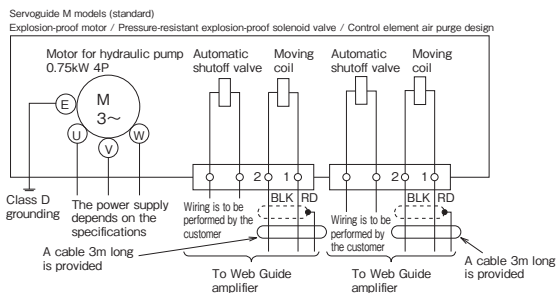 Servoguide M models (standard)
Explosion-proof motor / Pressure-resistant explosion-proof solenoid valve / Control element air purge design
Motor for hydraulic pump
0.75kW 4P
Automatic
shutoff valve
Moving
coil
Automatic
shutoff valve
Moving
coil
E
M
3〜
U
V
W
2
1
2
1
Class D
grounding
The power supply
depends on the
specifications
Wiring is to be
performed by the
customer
BLK
RD
Wiring is to be
performed by
the customer
BLK
RD
A cable 3m long
is provided
To Web Guide
amplifier
To Web Guide
amplifier
A cable 3m long
is provided